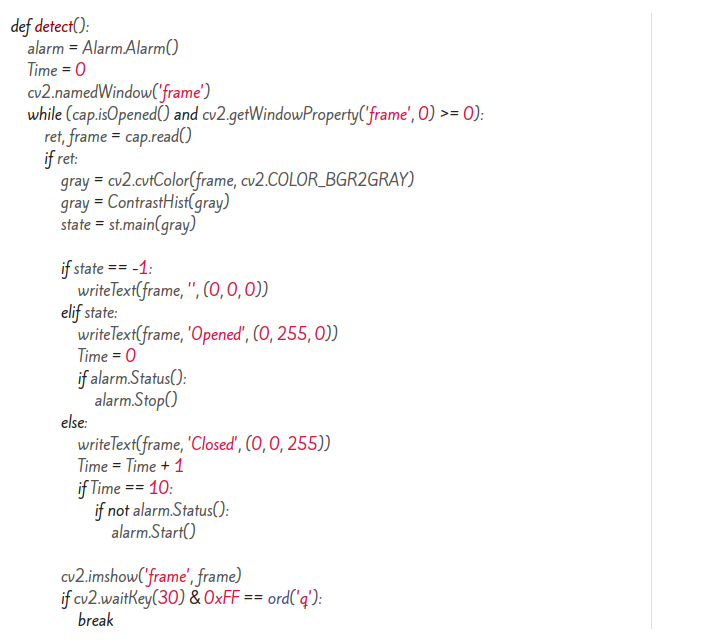 def detect():
alarm = Alarm.Alarm()
Time = 0
cv2.namedWindow('frame')
while (cap.isOpened() and cv2.getWindowProperty('frame', 0) >= 0):
ret, frame = cap.read()
if ret:
gray = cv2.cvtColor(frame, cv2.COLOR_BGR2GRAY)
gray = ContrastHist(gray)
state = st.main(gray)
if state == -1:
writeText(frame, '', (0, 0, 0))
elif state:
writeText(frame, 'Opened', (0, 255, 0))
Time = 0
if alarm.Status():
alarm.Stop()
else:
writeText(frame, 'Closed', (0, 0, 255))
Time = Time + 1
if Time == 10:
if not alarm.Status():
alarm.Start()
cv2.imshow('frame', frame)
if cv2.waitKey(30) & 0xFF == ord('q'):
break